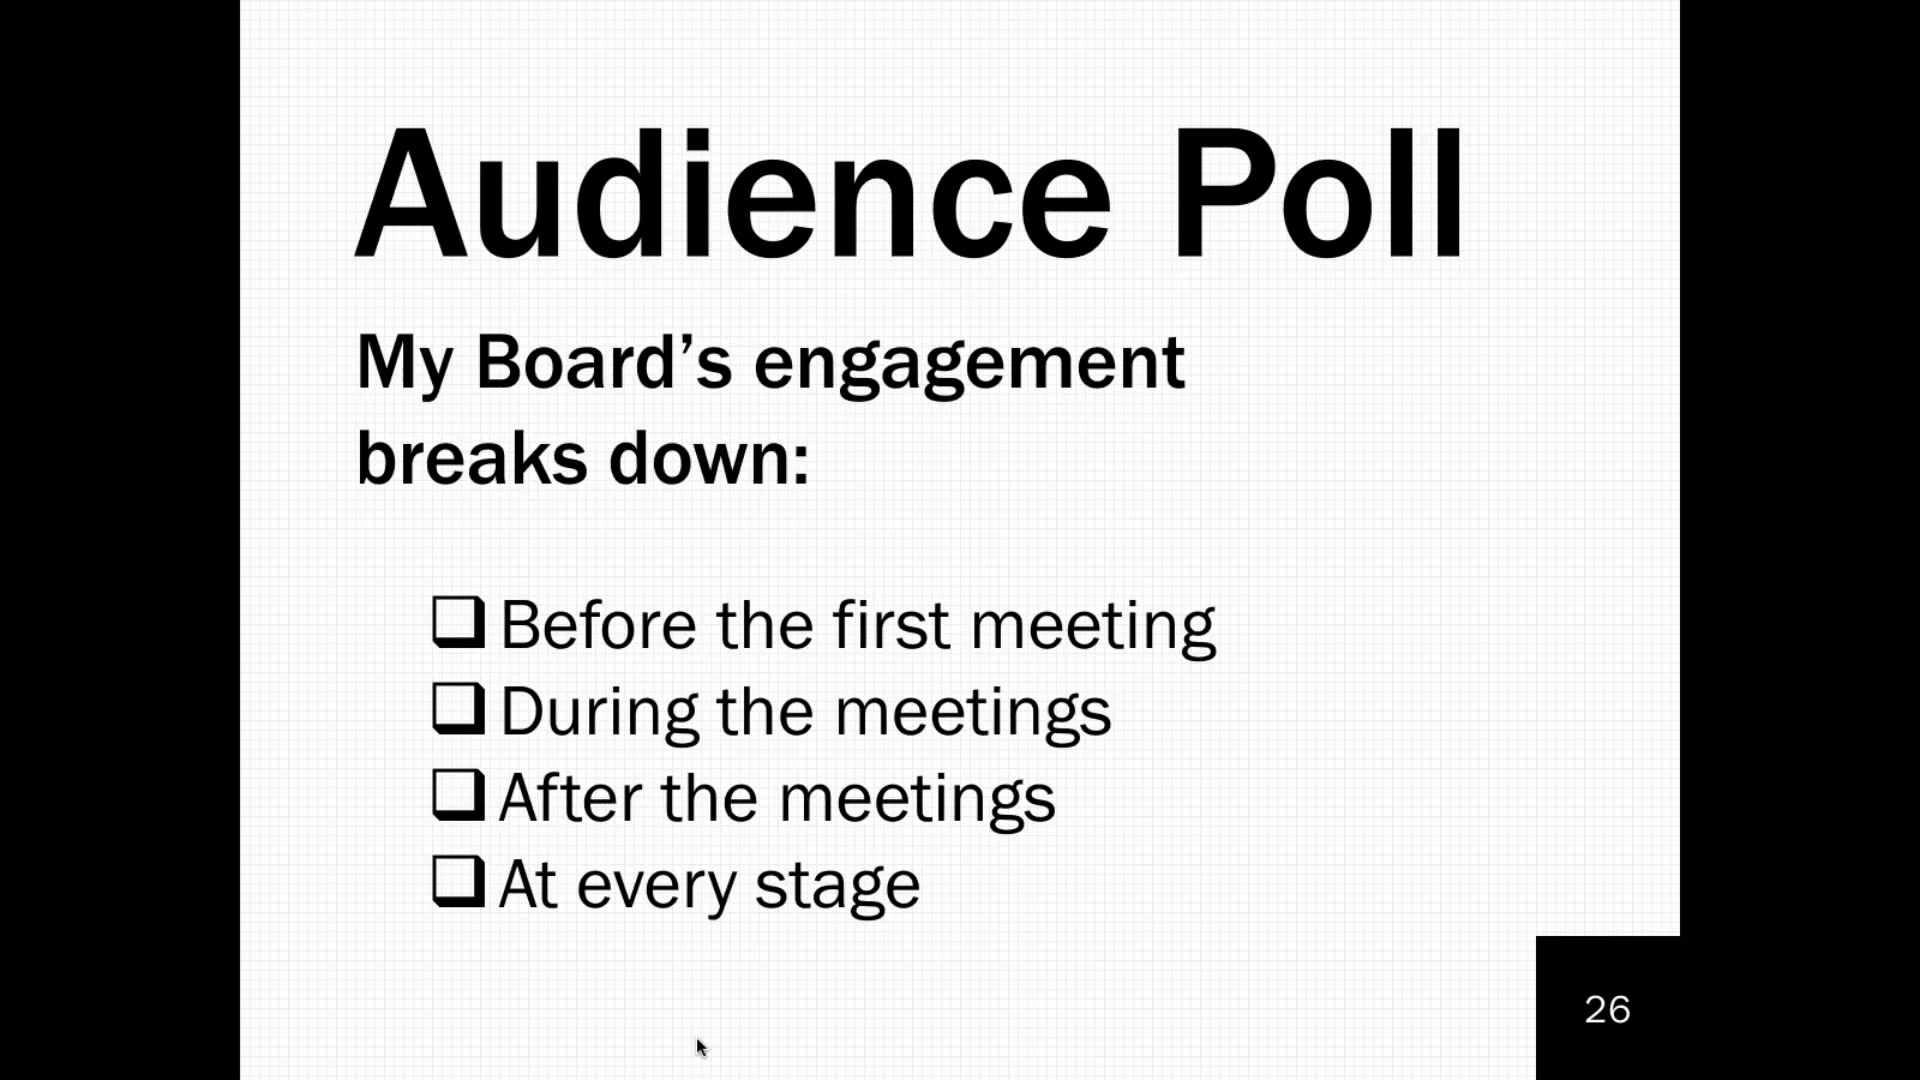 Audience Poll
My Board’s engagement
breaks down:
❑ Before the first meeting
❑ During the meetings
❑ After the meetings
❑ At every stage
26